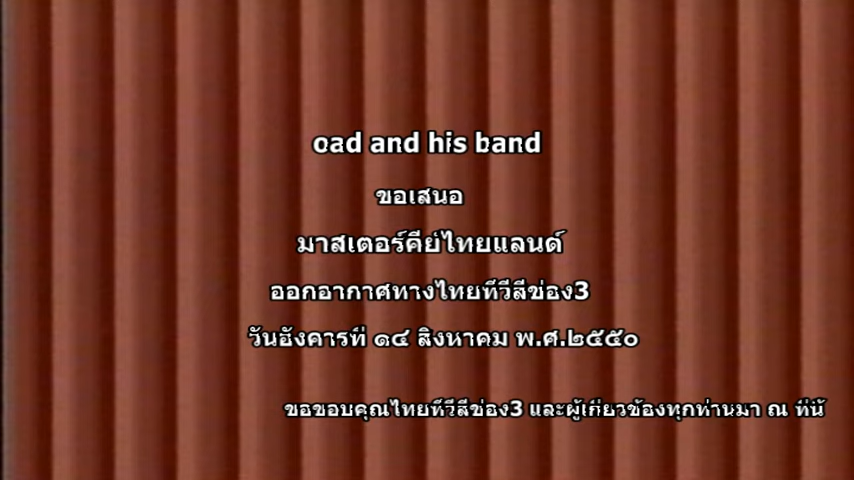 oad and his band
ขอเสนอ
มาสเตอร์คีย์ไทยแลนด์
ออกอากาศทางไทยทีวีสีช่อง3
วันอังคารที่ ๑๔ สิงหาคม พ.ศ.๒๕๕๐
ขอขอบคุณไทยทีวีสีช่อง3 และผู้เกี่ยวข้องทุกท่านมา ณ ที่นี้